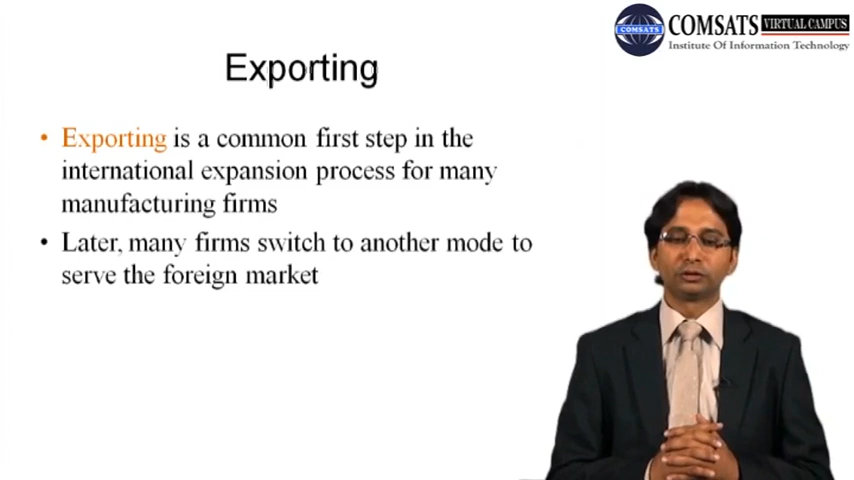 COMSATS VIRTUAL CAMPUS
COMSATS
Institute Of Information Technology
Exporting
• Exporting is a common first step in the
international expansion process for many
manufacturing firms
• Later, many firms switch to another mode to
serve the foreign market